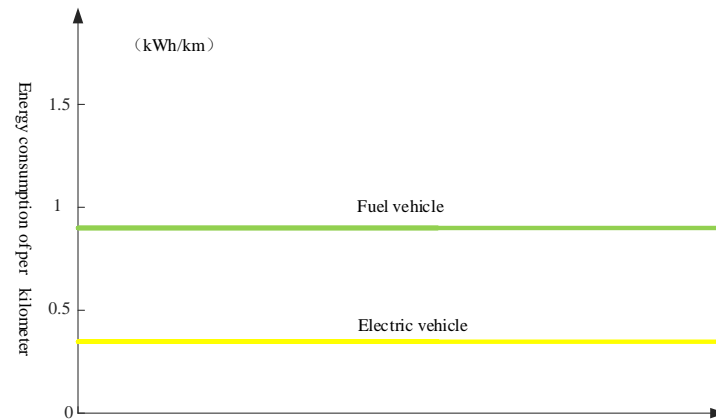 （kWh/km）
Energy consumption of per kilometer
1.5
1
Fuel vehicle
0.5
Electric vehicle
0